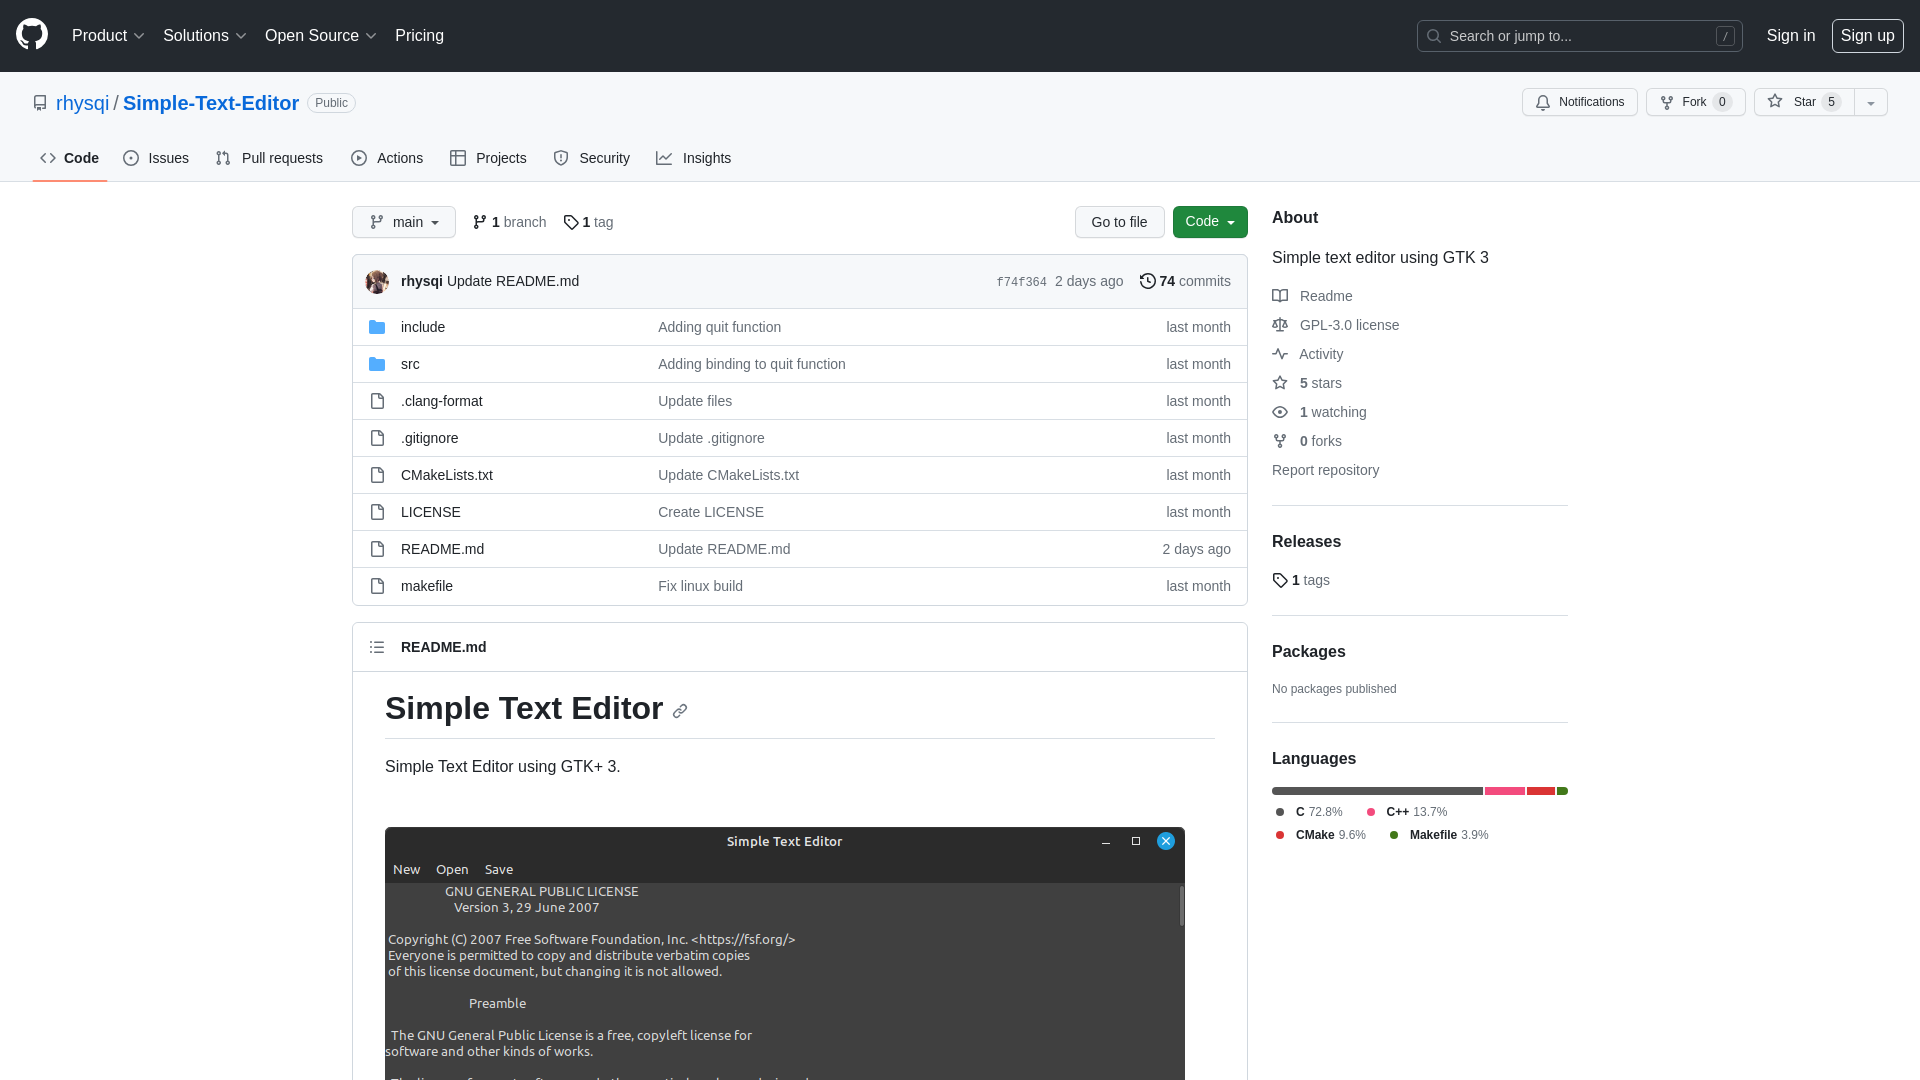 Product Solutions Open Source Pricing
Search or jump to... /
Sign in Sign up
rhysqi / Simple-Text-Editor Public
Notifications Fork 0 Star 5
Code Issues Pull requests Actions Projects Security Insights
main 1 branch 1 tag
Go to file Code
rhysqi Update README.md f74f364 2 days ago 74 commits
include Adding quit function last month
src Adding binding to quit function last month
.clang-format Update files last month
.gitignore Update .gitignore last month
CMakeLists.txt Update CMakeLists.txt last month
LICENSE Create LICENSE last month
README.md Update README.md 2 days ago
makefile Fix linux build last month
README.md
Simple Text Editor
Simple Text Editor using GTK+ 3.
Simple Text Editor
New Open Save
GNU GENERAL PUBLIC LICENSE
Version 3, 29 June 2007
Copyright (C) 2007 Free Software Foundation, Inc. <https://fsf.org/>
Everyone is permitted to copy and distribute verbatim copies
of this license document, but changing it is not allowed.
Preamble
The GNU General Public License is a free, copyleft license for
software and other kinds of works.
About
Simple text editor using GTK 3
Readme
GPL-3.0 license
Activity
5 stars
1 watching
0 forks
Report repository
Releases
1 tags
Packages
No packages published
Languages
C 72.8% C++ 13.7%
CMake 9.6% Makefile 3.9%